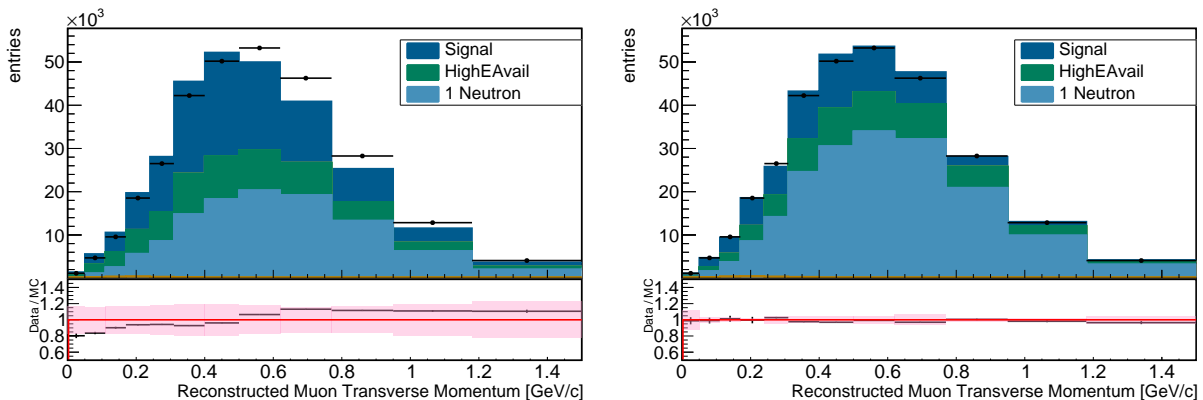 ×10³
entries
50
40
30
20
10
Signal
HighEAvail
1 Neutron
Data / MC
1.4
1.2
1
0.8
0.6
0 0.2 0.4 0.6 0.8 1 1.2 1.4
Reconstructed Muon Transverse Momentum [GeV/c]
×10³
entries
50
40
30
20
10
Signal
HighEAvail
1 Neutron
Data / MC
1.4
1.2
1
0.8
0.6
0 0.2 0.4 0.6 0.8 1 1.2 1.4
Reconstructed Muon Transverse Momentum [GeV/c]